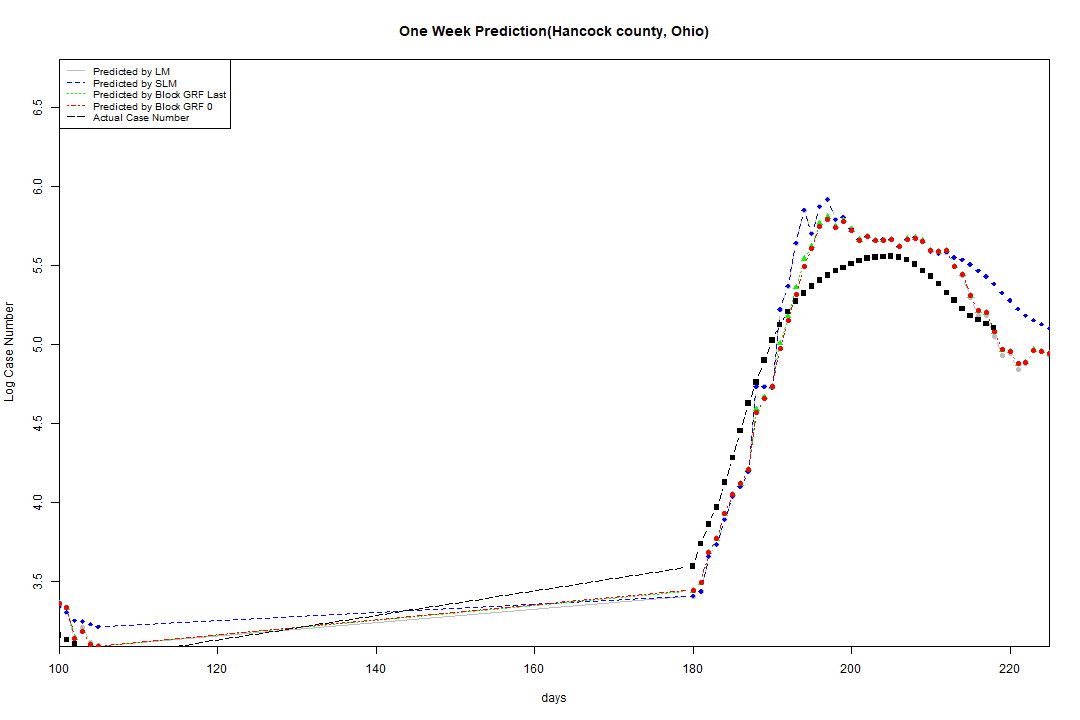 One Week Prediction(Hancock county, Ohio)
Predicted by LM
Predicted by SLM
Predicted by Block GRF Last
Predicted by Block GRF 0
Actual Case Number
6.5
6.0
5.5
5.0
4.5
4.0
3.5
Log Case Number
100 120 140 160 180 200 220
days